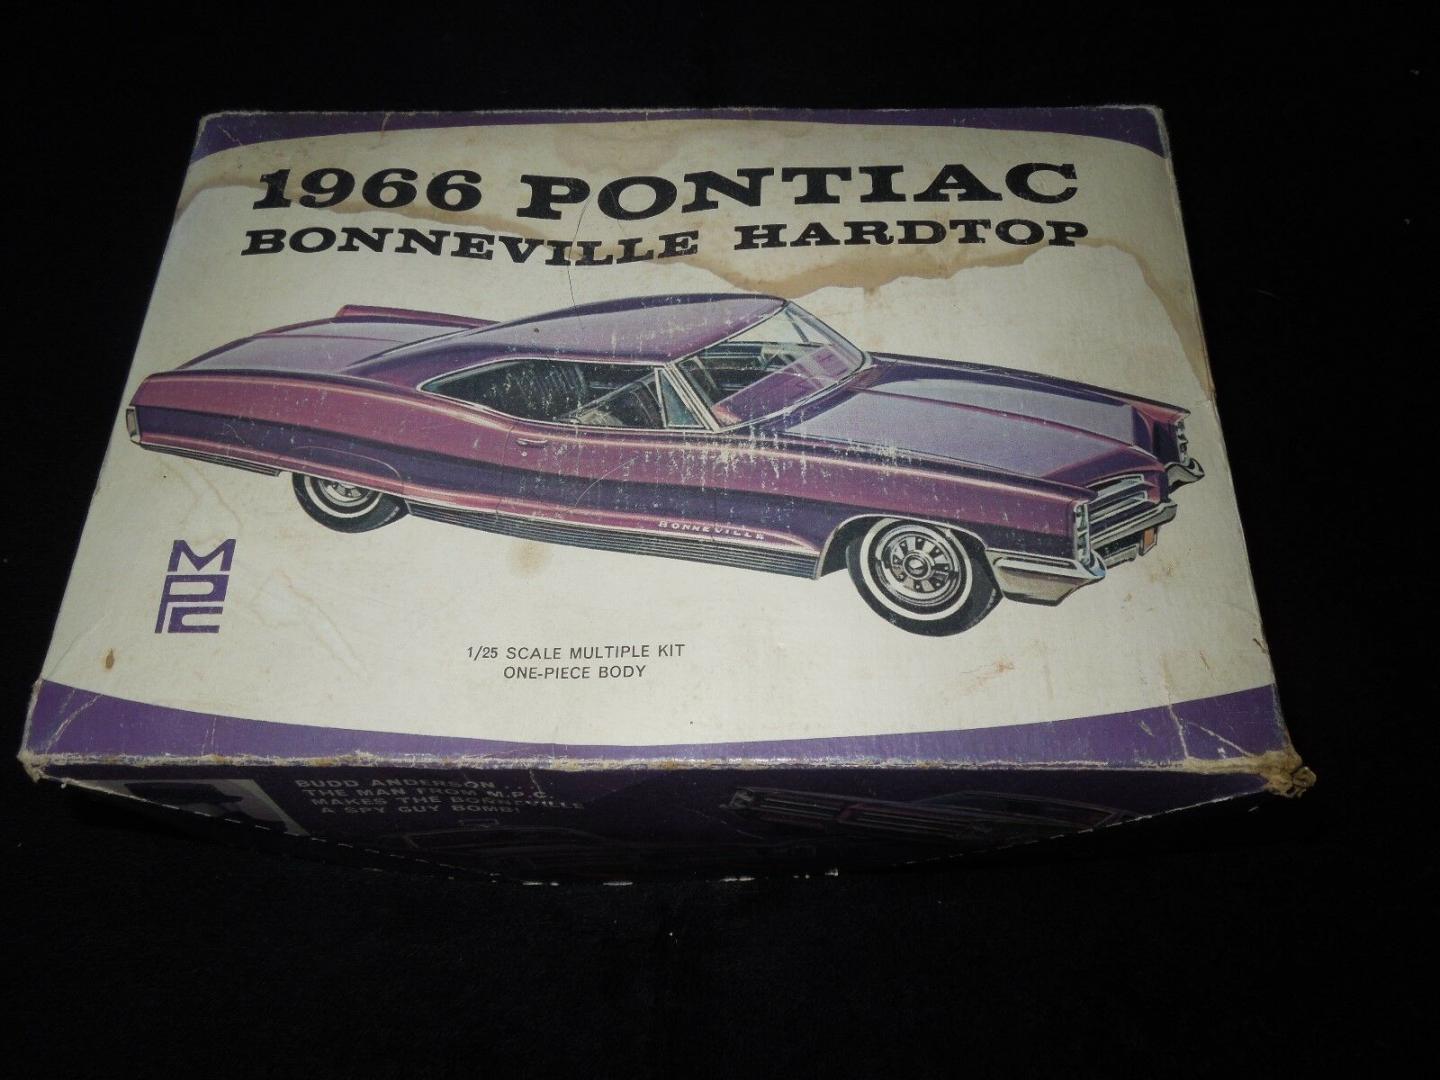 1966 PONTIAC
BONNEVILLE HARDTOP
BONNEVILLE
MPC
1/25 SCALE MULTIPLE KIT
ONE-PIECE BODY
BUDD ANDERSON,
THE MAN FROM M.P.C.
MAKES THE BONNEVILLE
A SPY GUY BOMB!